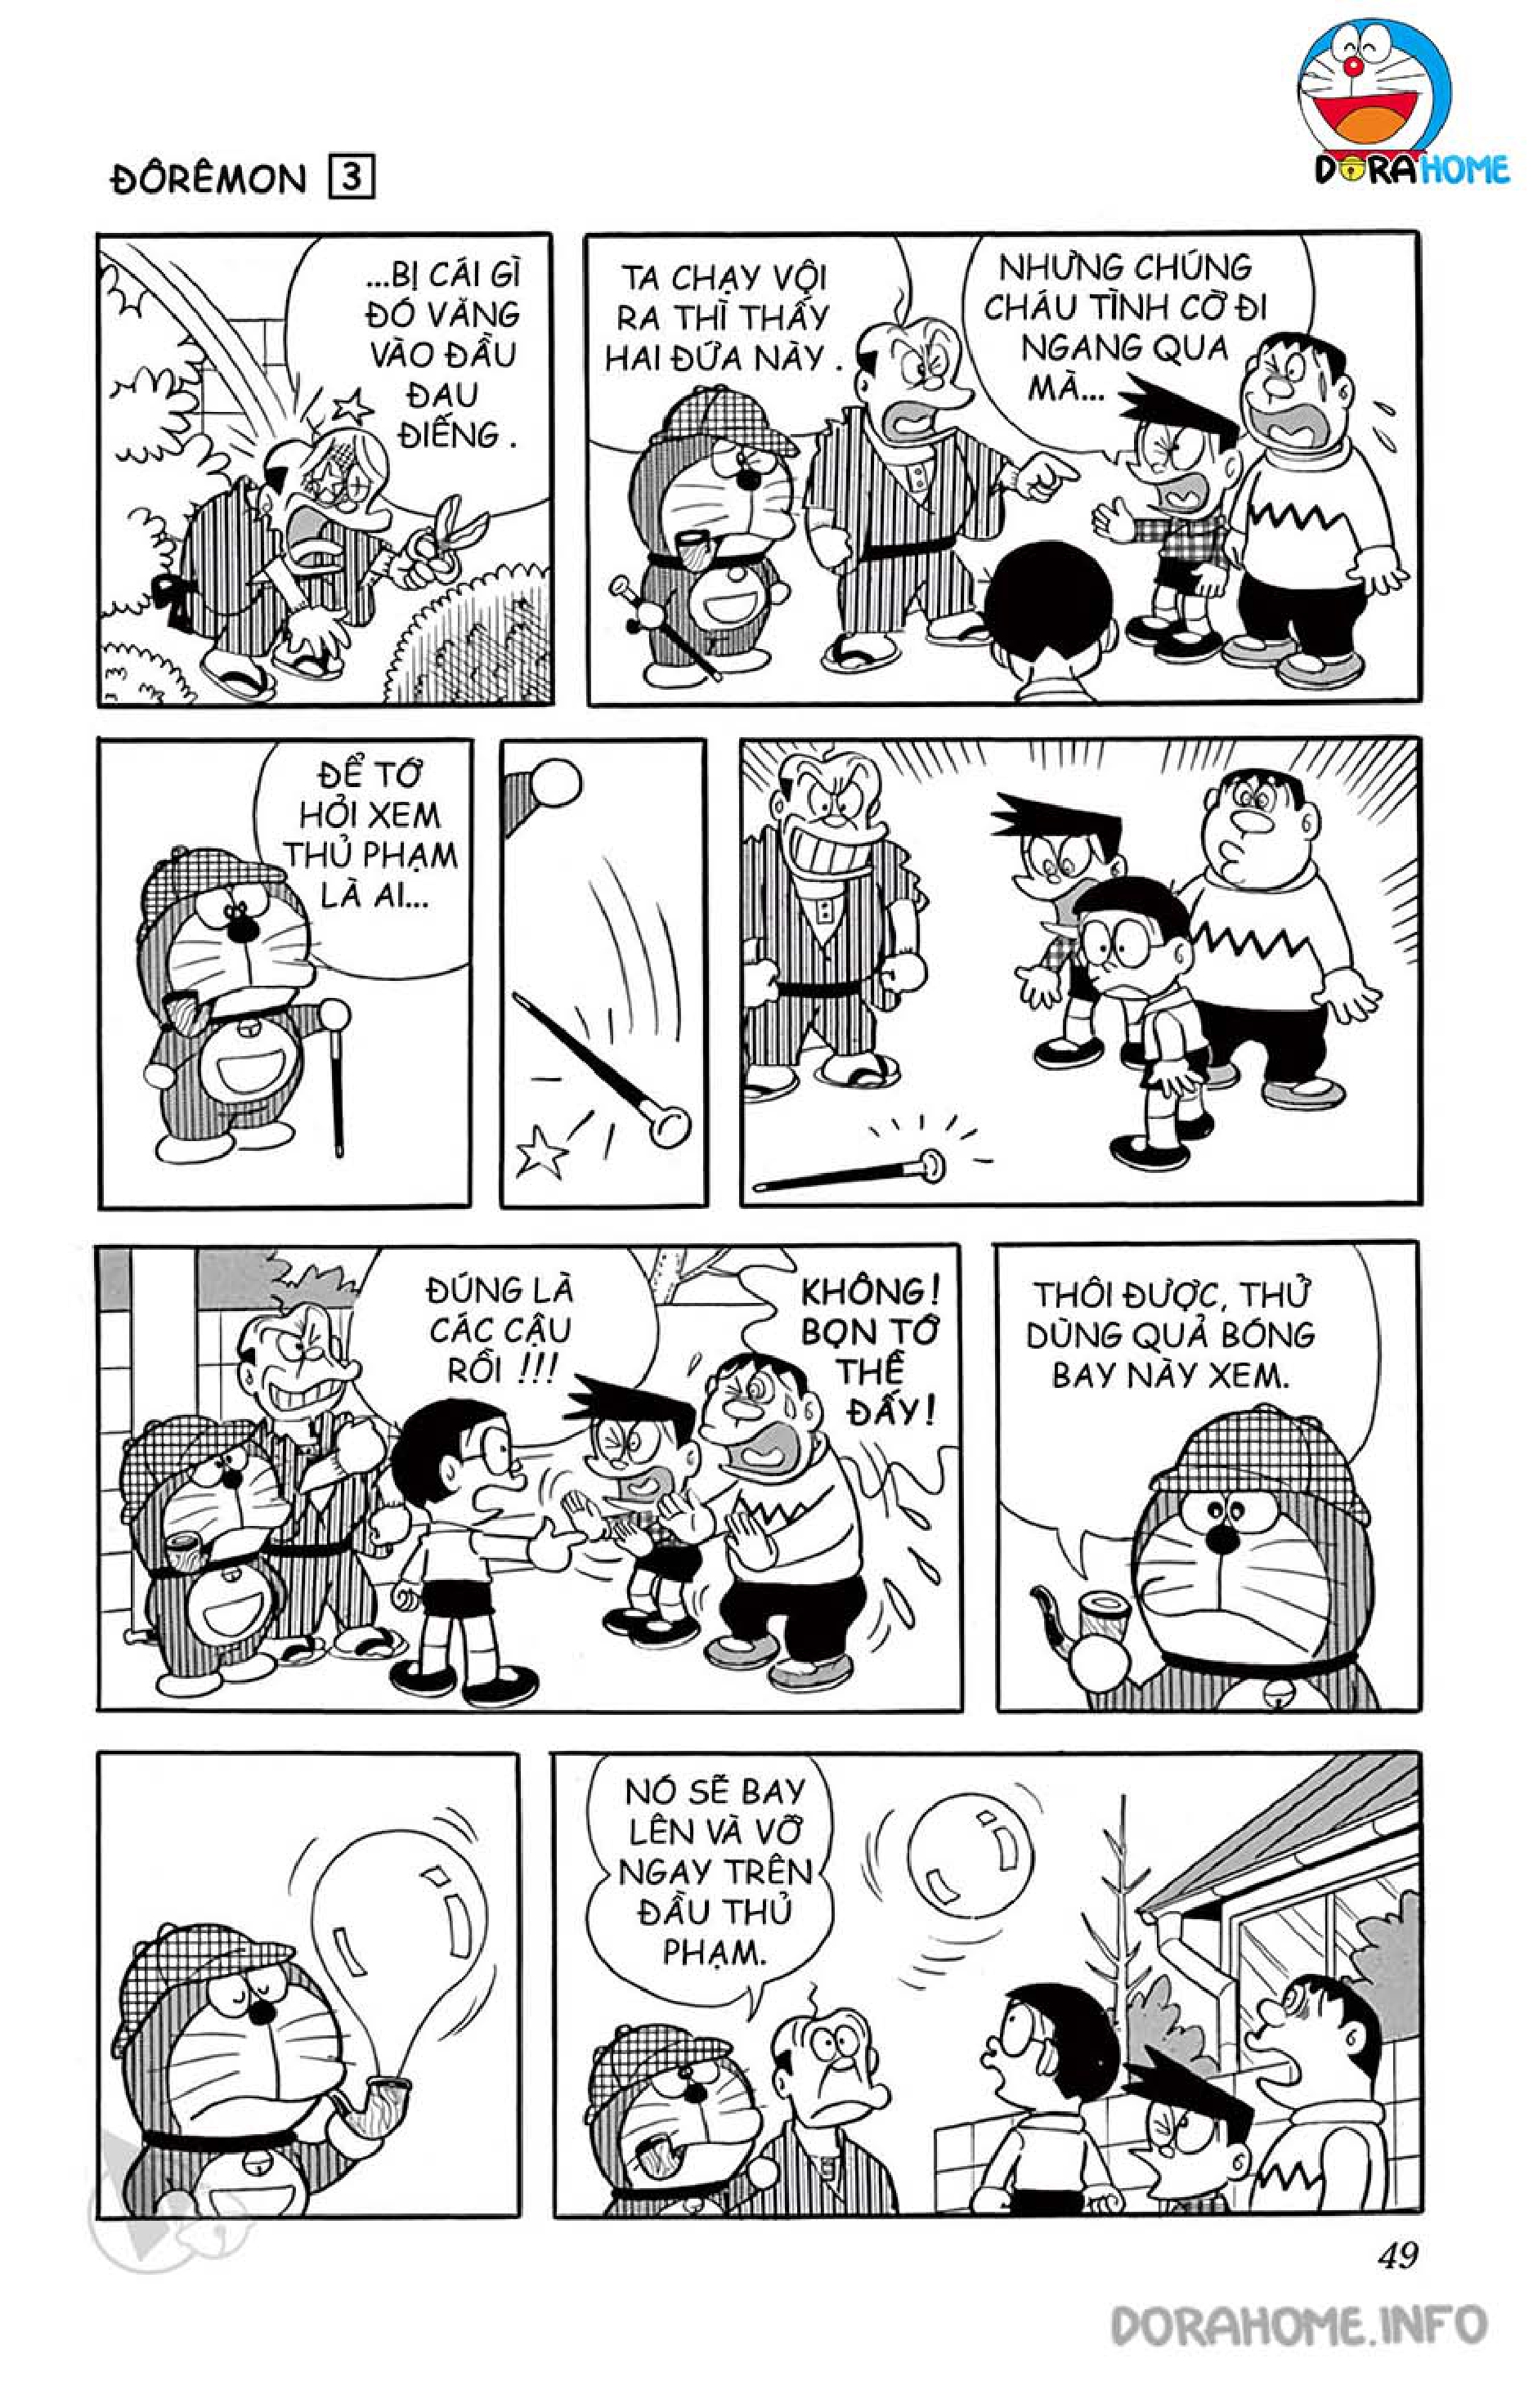 DORAHOME
ĐÔRÊMON 3
...BỊ CÁI GÌ
ĐÓ VĂNG
VÀO ĐẦU
ĐAU
ĐIẾNG.
TA CHẠY VỘI
RA THÌ THẤY
HAI ĐỨA NÀY.
NHƯNG CHÚNG
CHÁU TÌNH CỜ ĐI
NGANG QUA
MÀ...
ĐỂ TỚ
HỎI XEM
THỦ PHẠM
LÀ AI...
ĐÚNG LÀ
CÁC CẬU
RỒI !!!
KHÔNG!
BỌN TỚ
THỀ
ĐẤY!
THÔI ĐƯỢC, THỬ
DÙNG QUẢ BÓNG
BAY NÀY XEM.
NÓ SẼ BAY
LÊN VÀ VỠ
NGAY TRÊN
ĐẦU THỦ
PHẠM.
49
DORAHOME.INFO